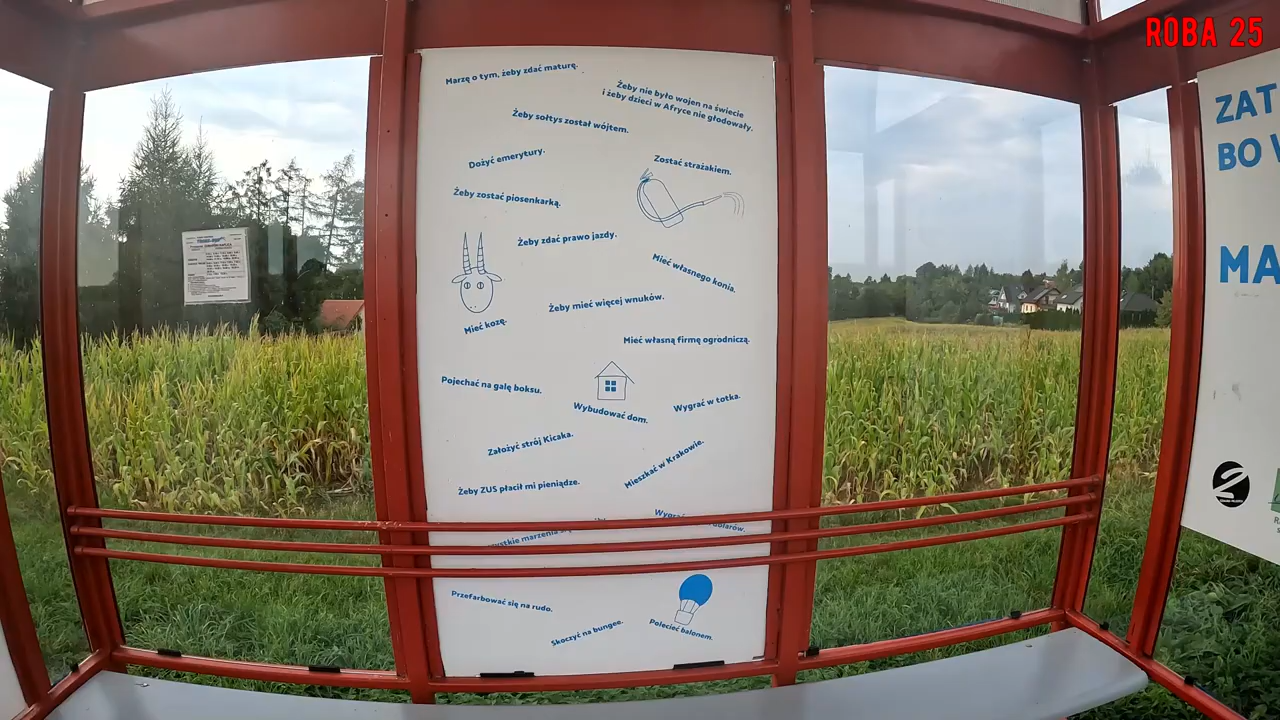 ROBA 25
Marzę o tym, żeby zdać maturę.
Żeby nie było wojen na świecie
i żeby dzieci w Afryce nie głodowały.
Żeby sołtys został wójtem.
Dożyć emerytury.
Zostać strażakiem.
Żeby zostać piosenkarką.
Żeby zdać prawo jazdy.
Mieć własnego konia.
Żeby mieć więcej wnuków.
Mieć kozę.
Mieć własną firmę ogrodniczą.
Pojechać na galę boksu.
Wybudować dom.
Wygrać w totka.
Założyć strój Kicaka.
Mieszkać w Krakowie.
Żeby ZUS płacił mi pieniądze.
marzenia
Przefarbować się na rudo.
Skoczyć na bungee.
Polecieć balonem.
ZAT
BO
MA